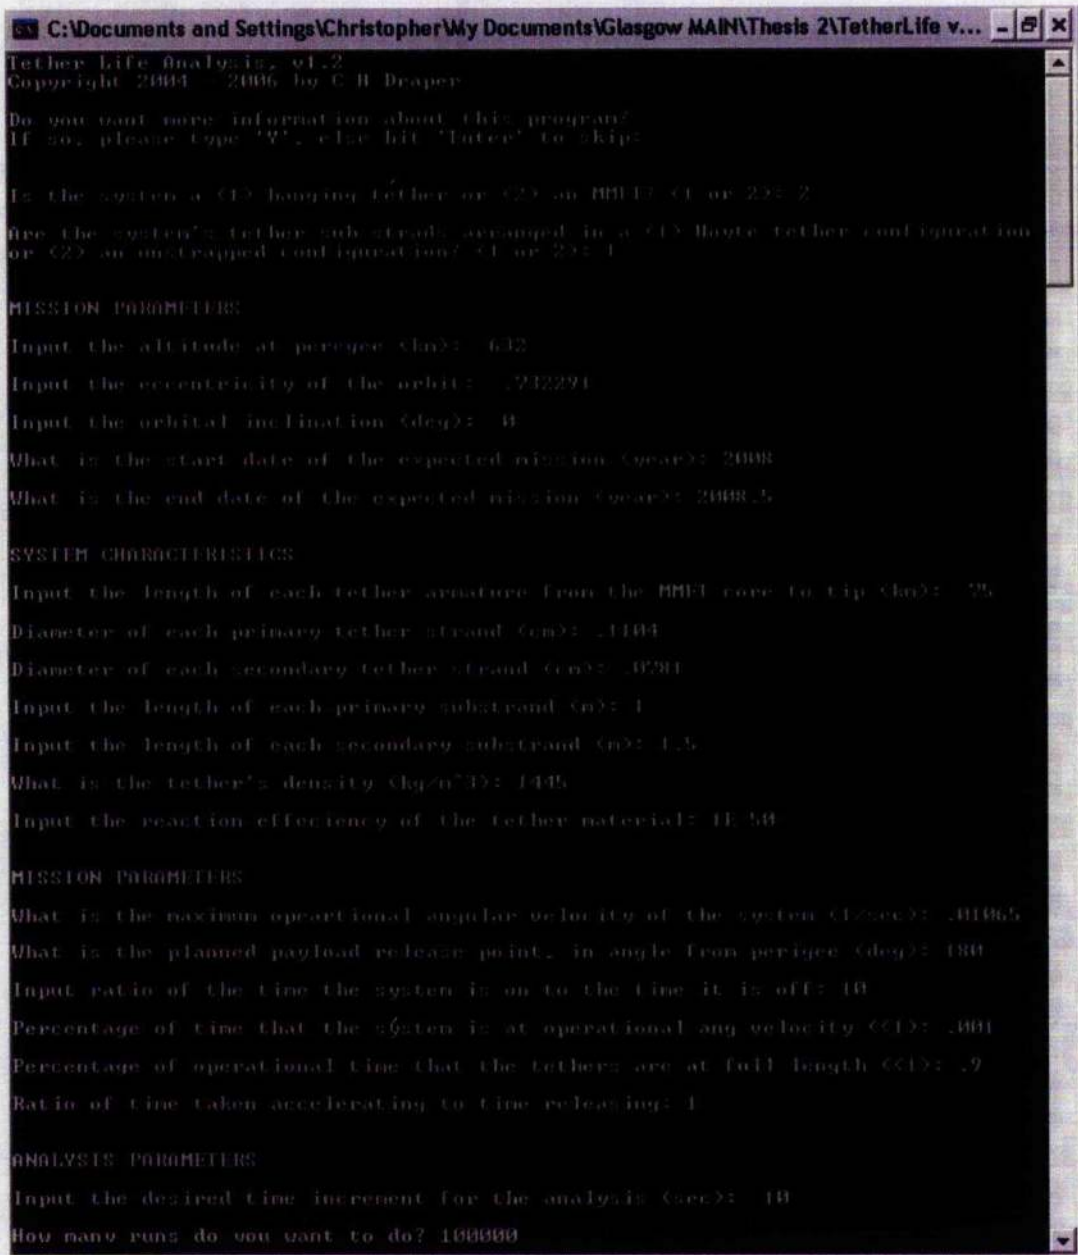 C:\Documents and Settings\Christopher\My Documents\Glasgow MAIN\Thesis 2\TetherLife v...
Tether Life Analysis, v1.2
Copyright 2004 - 2006 by C H Draper
Do you want more information about this program?
If so, please type 'Y', else hit 'Enter' to skip:
Is the system a (1) hanging tether or (2) an MMET? (1 or 2): 2
Are the system's tether sub strads arranged in a (1) Hoyte tether configuration
or (2) an unstrapped configuration? (1 or 2): 1
MISSION PARAMETERS
Input the altitude at peregee (km): 632
Input the eccentricity of the orbit: .732291
Input the orbital inclination (deg): 0
What is the start date of the expected mission (year): 2008
What is the end date of the expected mission (year): 2008.5
SYSTEM CHARACTERISTICS
Input the length of each tether armature from the MMET core to tip (km): 75
Diameter of each primary tether strand (cm): .1104
Diameter of each secondary tether strand (cm): .0781
Input the length of each primary substrand (m): 1
Input the length of each secondary substrand (m): 1.5
What is the tether's density (kg/m^3): 1445
Input the reaction effeciency of the tether material: 1E-50
MISSION PARAMETERS
What is the maximum opeartional angular velocity of the system (1/sec): .01065
What is the planned payload release point, in angle from perigee (deg): 180
Input ratio of the time the system is on to the time it is off: 10
Percentage of time that the system is at operational ang velocity (<1): .001
Percentage of operational time that the tethers are at full length (<1): .9
Ratio of time taken accelerating to time releasing: 1
ANALYSIS PARAMETERS
Input the desired time increment for the analysis (sec): 10
How many runs do you want to do? 100000